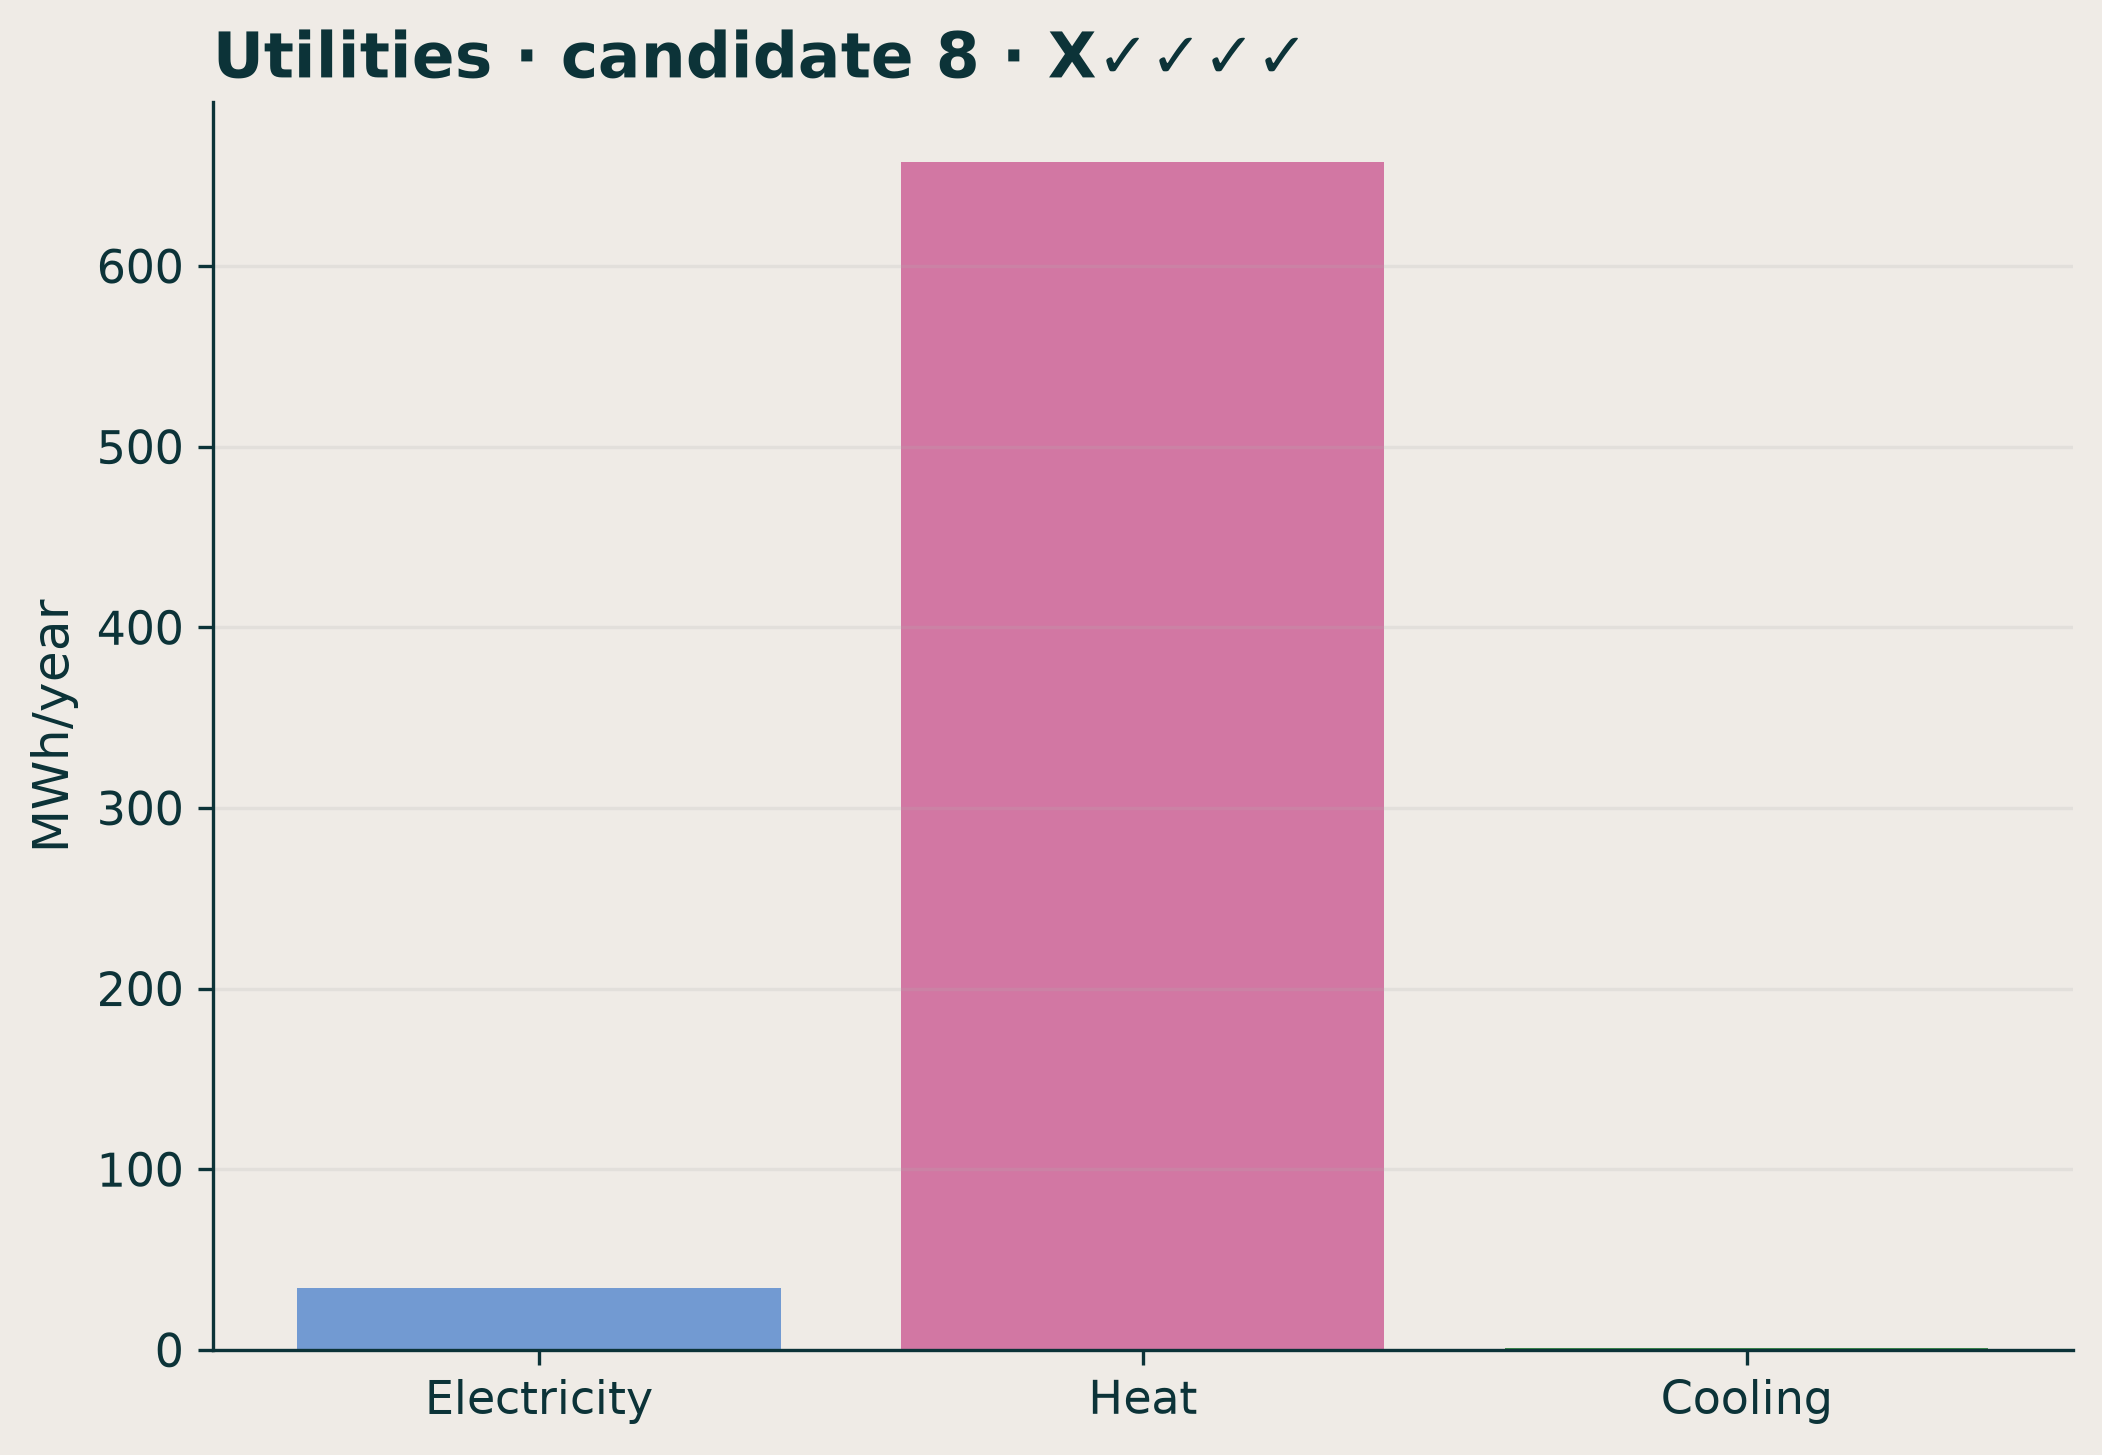 Utilities · candidate 8 · X✓✓✓✓
MWh/year
600
500
400
300
200
100
0
Electricity
Heat
Cooling